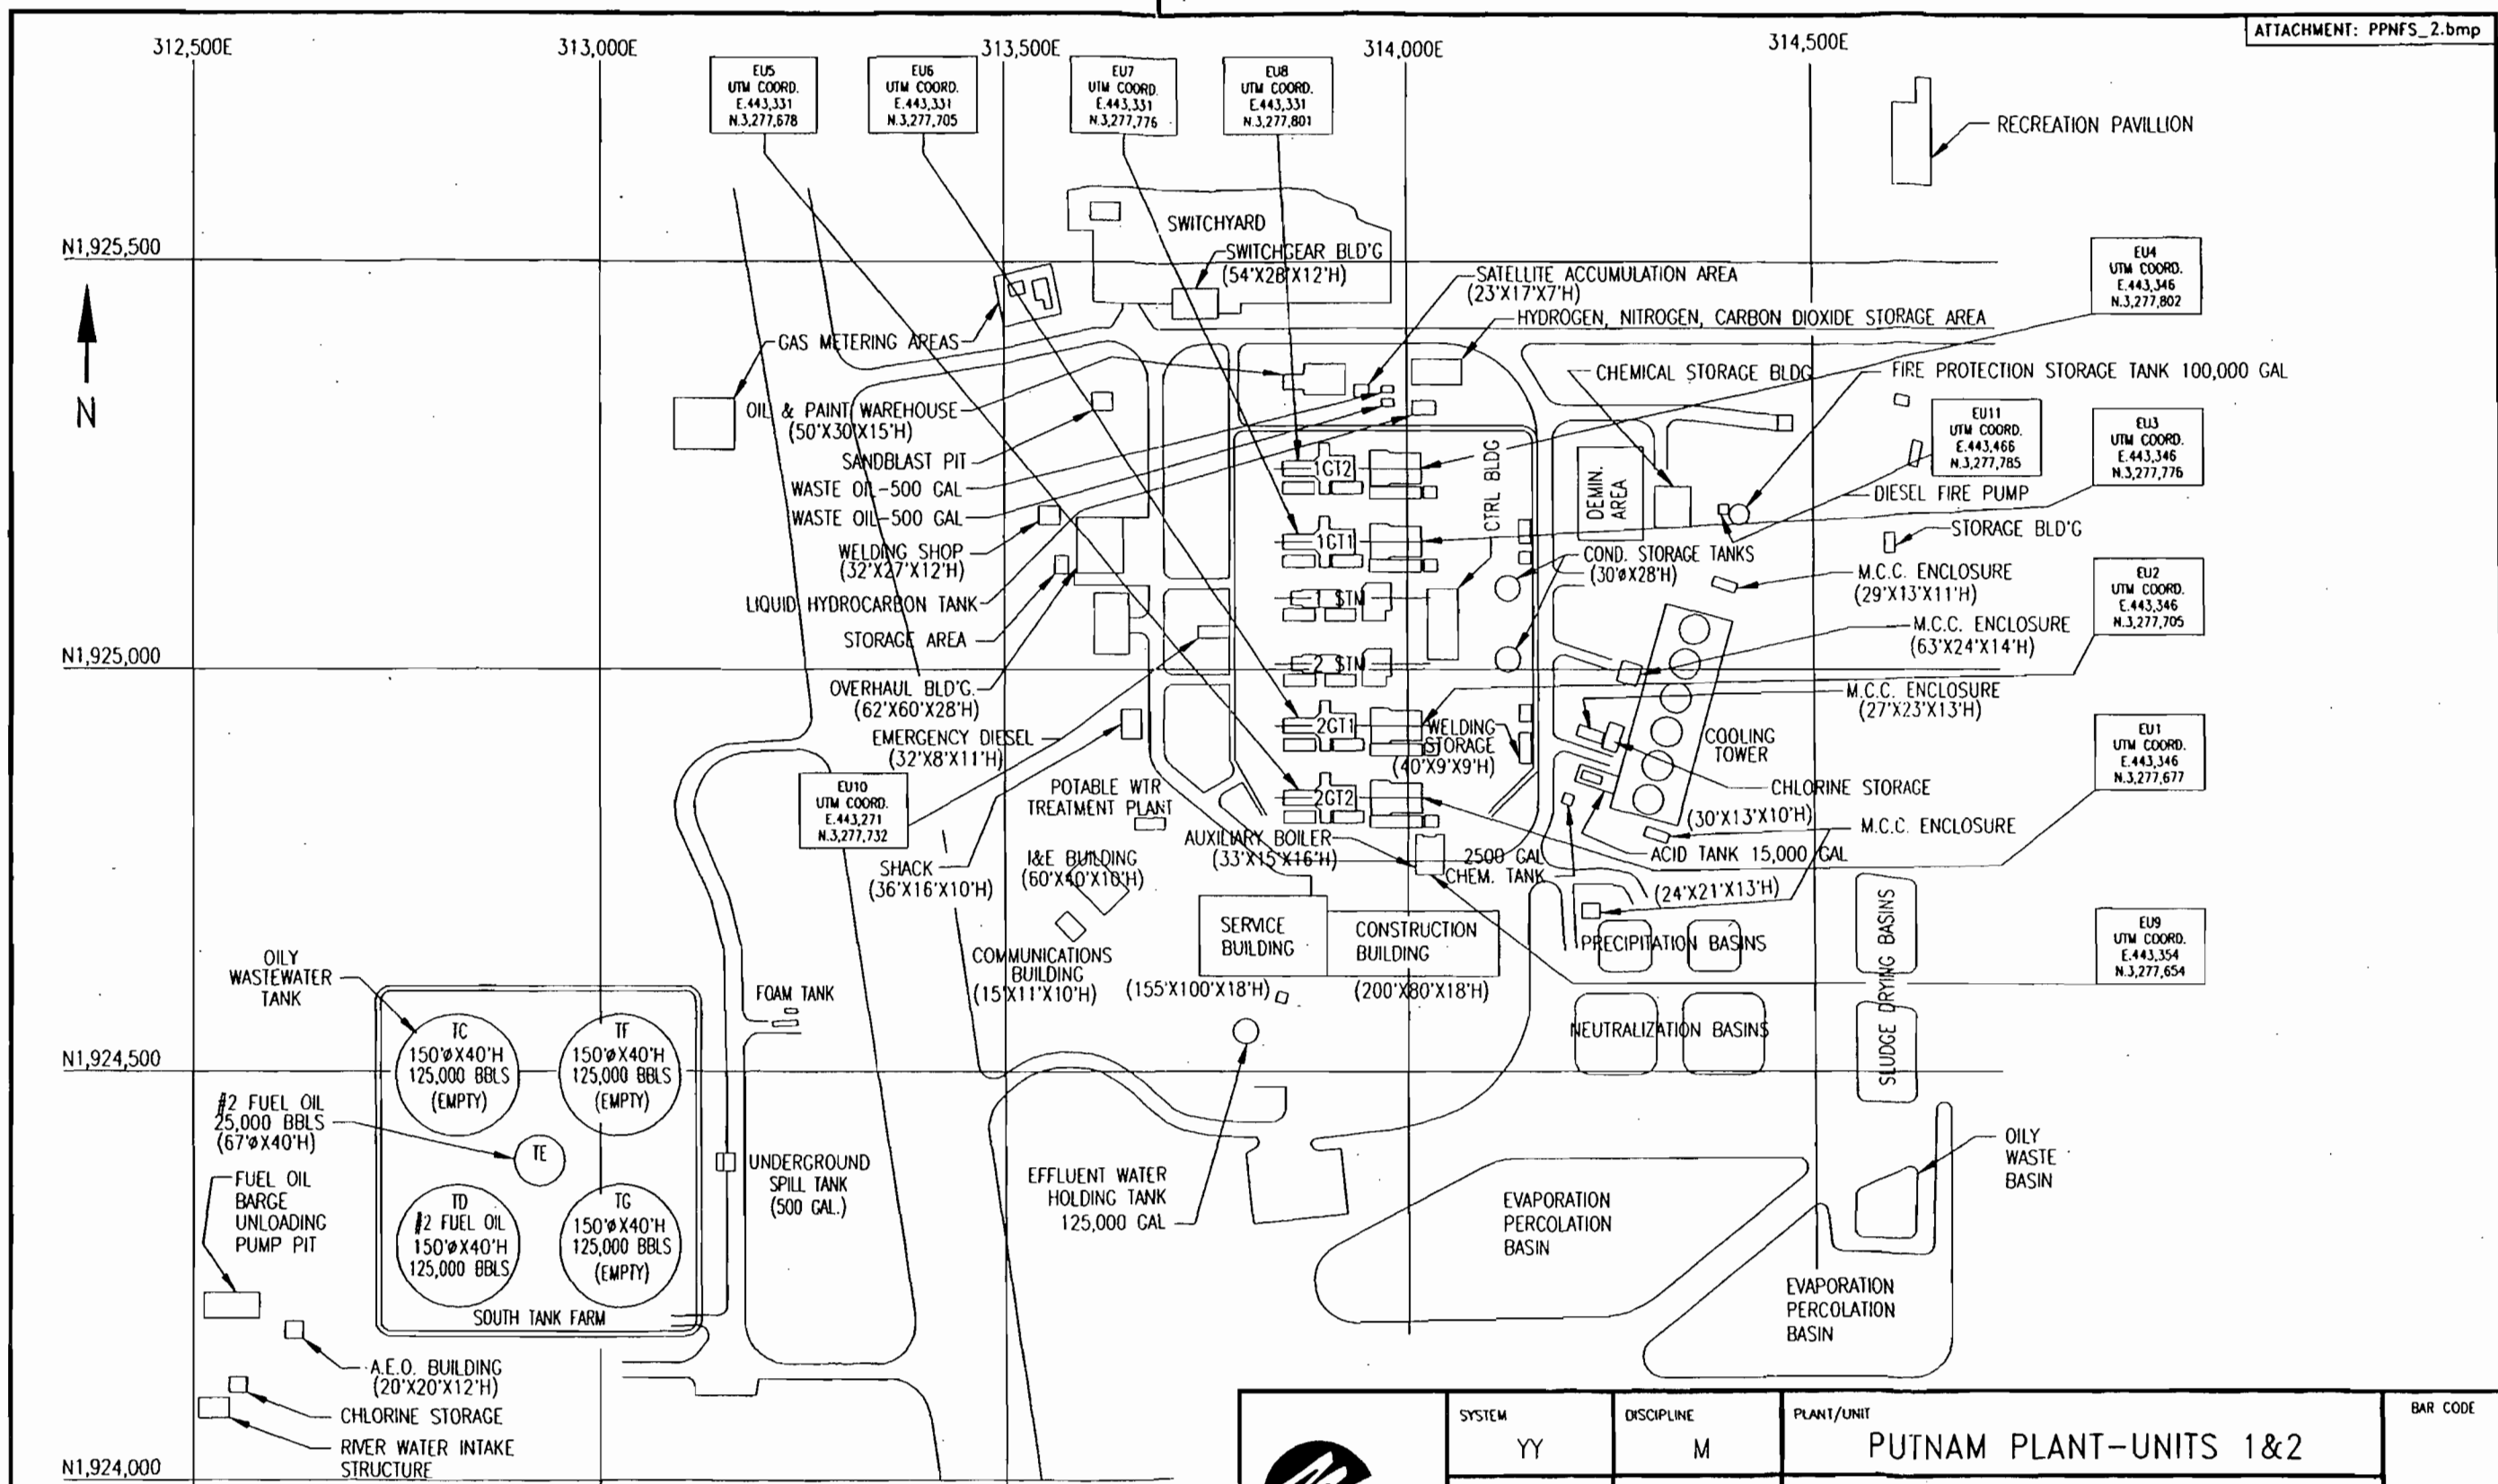 ATTACHMENT: PPNFS_2.bmp
312,500E
313,000E
313,500E
314,000E
314,500E
EU5
UTM COORD.
E.443,331
N.3,277,678
EU6
UTM COORD.
E.443,331
N.3,277,705
EU7
UTM COORD.
E.443,331
N.3,277,776
EU8
UTM COORD.
E.443,331
N.3,277,801
RECREATION PAVILLION
SWITCHYARD
N1,925,500
SWITCHGEAR BLD'G
(54'X28'X12'H)
SATELLITE ACCUMULATION AREA
(23'X17'X7'H)
EU4
UTM COORD.
E.443,346
N.3,277,802
HYDROGEN, NITROGEN, CARBON DIOXIDE STORAGE AREA
N
GAS METERING AREAS
CHEMICAL STORAGE BLDG
FIRE PROTECTION STORAGE TANK 100,000 GAL
OIL & PAINT WAREHOUSE
(50'X30'X15'H)
EU11
UTM COORD.
E.443,466
N.3,277,785
EU3
UTM COORD.
E.443,346
N.3,277,776
SANDBLAST PIT
WASTE OIL-500 GAL
WASTE OIL-500 GAL
1GT2
CTRL BLDG
DEMIN.
AREA
DIESEL FIRE PUMP
STORAGE BLD'G
WELDING SHOP
(32'X27'X12'H)
1GT1
COND. STORAGE TANKS
(30'øX28'H)
M.C.C. ENCLOSURE
(29'X13'X11'H)
EU2
UTM COORD.
E.443,346
N.3,277,705
LIQUID HYDROCARBON TANK
1 STM
STORAGE AREA
M.C.C. ENCLOSURE
(63'X24'X14'H)
N1,925,000
2 STM
OVERHAUL BLD'G.
(62'X60'X28'H)
M.C.C. ENCLOSURE
(27'X23'X13'H)
EMERGENCY DIESEL
(32'X8'X11'H)
2GT1
WELDING
STORAGE
(40'X9'X9'H)
COOLING
TOWER
EU1
UTM COORD.
E.443,346
N.3,277,677
EU10
UTM COORD.
E.443,271
N.3,277,732
POTABLE WTR
TREATMENT PLANT
2GT2
CHLORINE STORAGE
(30'X13'X10'H)
M.C.C. ENCLOSURE
AUXILIARY BOILER
(33'X15'X16'H)
2500 GAL
CHEM. TANK
ACID TANK 15,000 GAL
(24'X21'X13'H)
SHACK
(36'X16'X10'H)
I&E BUILDING
(60'X40'X10'H)
SERVICE
BUILDING
CONSTRUCTION
BUILDING
PRECIPITATION BASINS
SLUDGE DRYING BASINS
EU9
UTM COORD.
E.443,354
N.3,277,654
OILY
WASTEWATER
TANK
COMMUNICATIONS
BUILDING
(15'X11'X10'H)
(155'X100'X18'H)
(200'X80'X18'H)
FOAM TANK
NEUTRALIZATION BASINS
N1,924,500
TC
150'øX40'H
125,000 BBLS
(EMPTY)
TF
150'øX40'H
125,000 BBLS
(EMPTY)
#2 FUEL OIL
25,000 BBLS
(67'øX40'H)
TE
UNDERGROUND
SPILL TANK
(500 GAL.)
EFFLUENT WATER
HOLDING TANK
125,000 GAL
OILY
WASTE
BASIN
FUEL OIL
BARGE
UNLOADING
PUMP PIT
TD
#2 FUEL OIL
150'øX40'H
125,000 BBLS
TG
150'øX40'H
125,000 BBLS
(EMPTY)
EVAPORATION
PERCOLATION
BASIN
SOUTH TANK FARM
EVAPORATION
PERCOLATION
BASIN
A.E.O. BUILDING
(20'X20'X12'H)
CHLORINE STORAGE
RIVER WATER INTAKE
STRUCTURE
N1,924,000
SYSTEM
YY
DISCIPLINE
M
PLANT/UNIT
PUTNAM PLANT-UNITS 1&2
BAR CODE